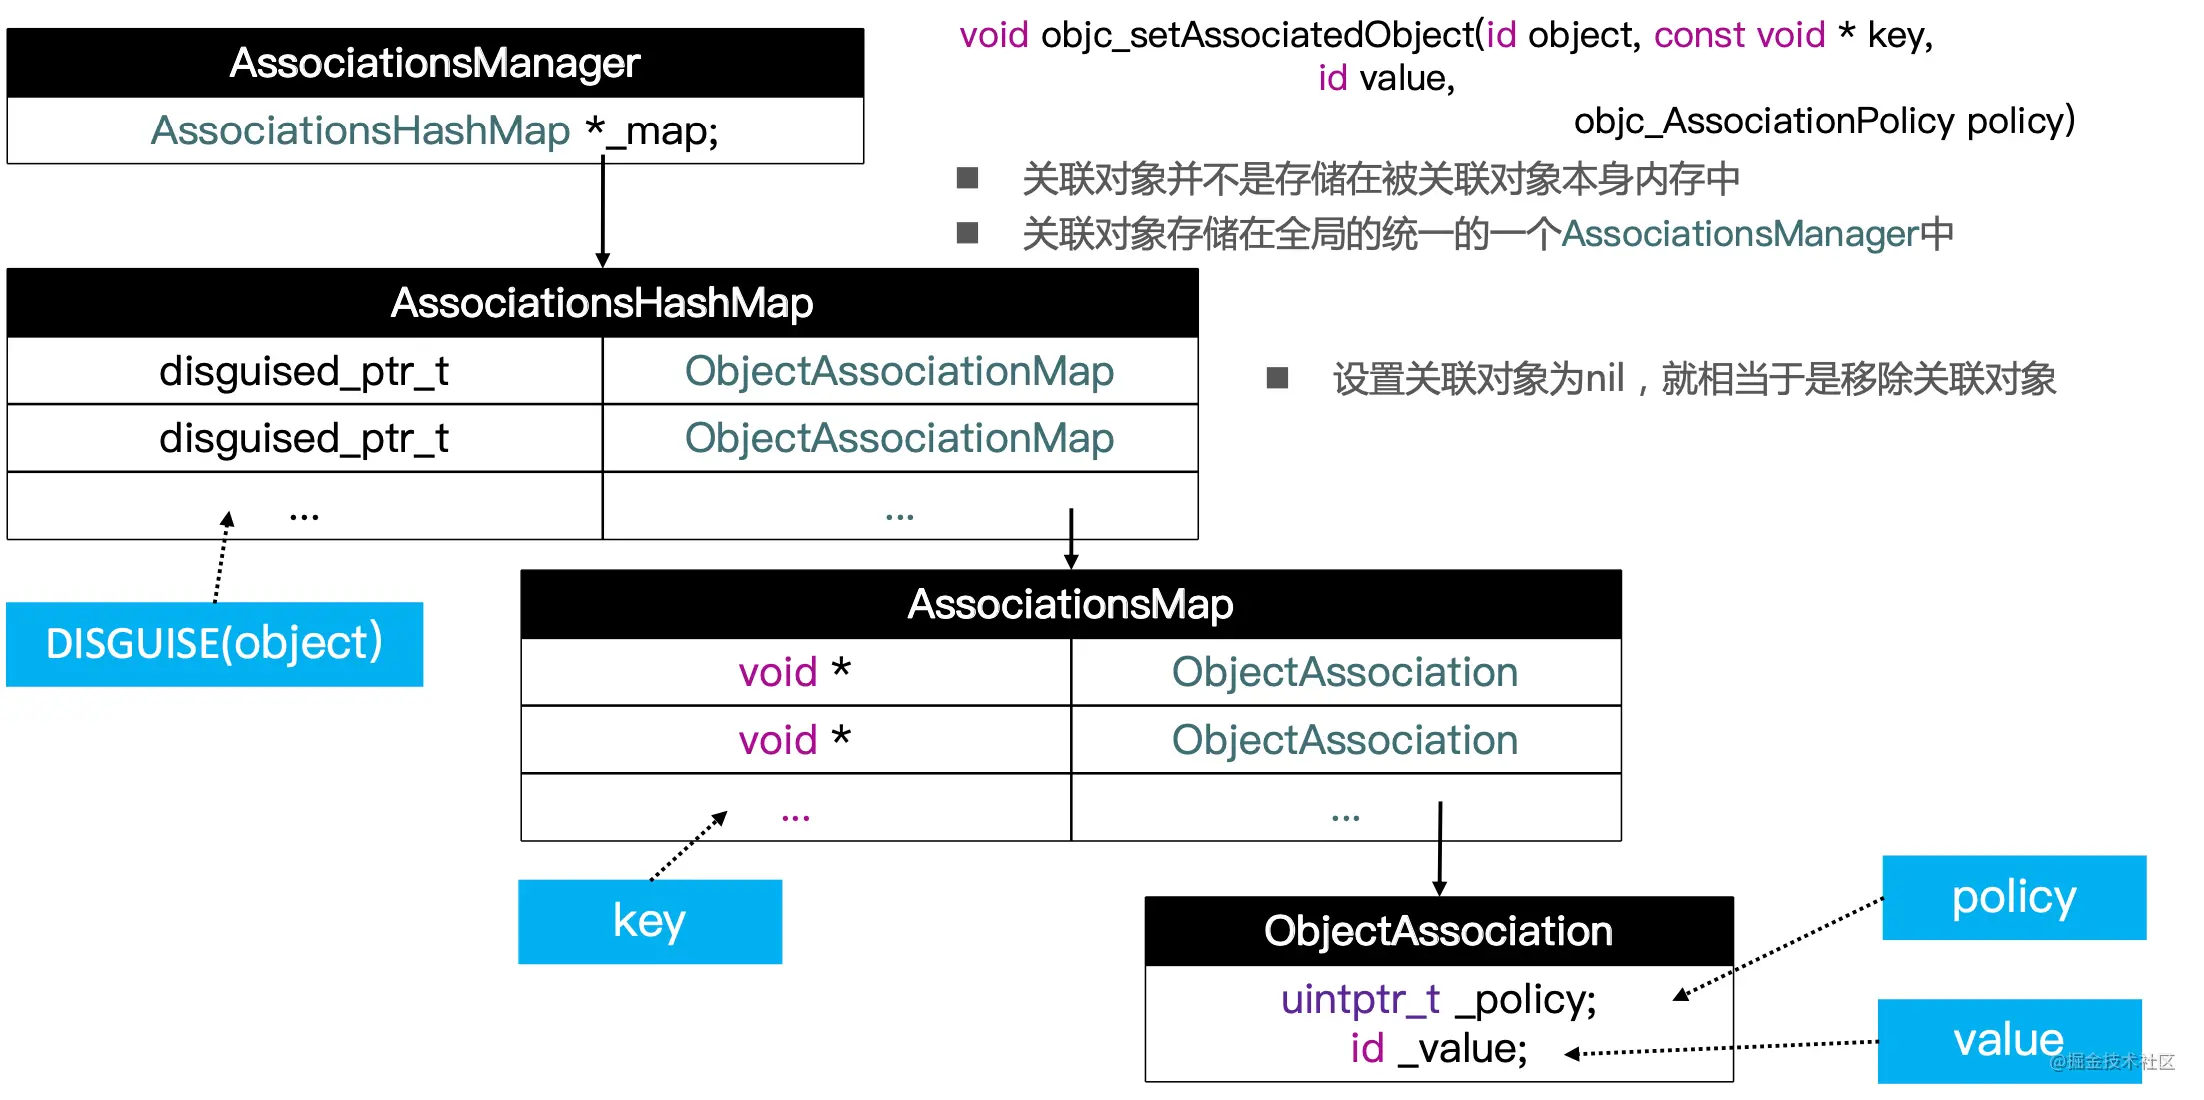 AssociationsManager
AssociationsHashMap *_map;
void objc_setAssociatedObject(id object, const void * key,
id value,
objc_AssociationPolicy policy)
■ 关联对象并不是存储在被关联对象本身内存中
■ 关联对象存储在全局的统一的一个AssociationsManager中
AssociationsHashMap
disguised_ptr_t ObjectAssociationMap
disguised_ptr_t ObjectAssociationMap
... ...
■ 设置关联对象为nil，就相当于是移除关联对象
DISGUISE(object)
AssociationsMap
void * ObjectAssociation
void * ObjectAssociation
... ...
key
ObjectAssociation
uintptr_t _policy;
id _value;
policy
value
@掘金技术社区